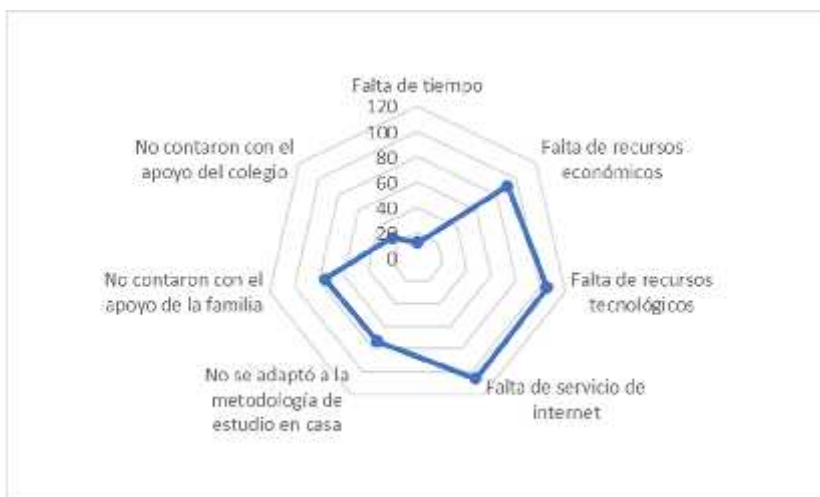 Falta de tiempo
120
100
80
60
40
20
0
Falta de recursos
económicos
Falta de recursos
tecnológicos
Falta de servicio de
internet
No se adaptó a la
metodología de
estudio en casa
No contaron con el
apoyo de la familia
No contaron con el
apoyo del colegio